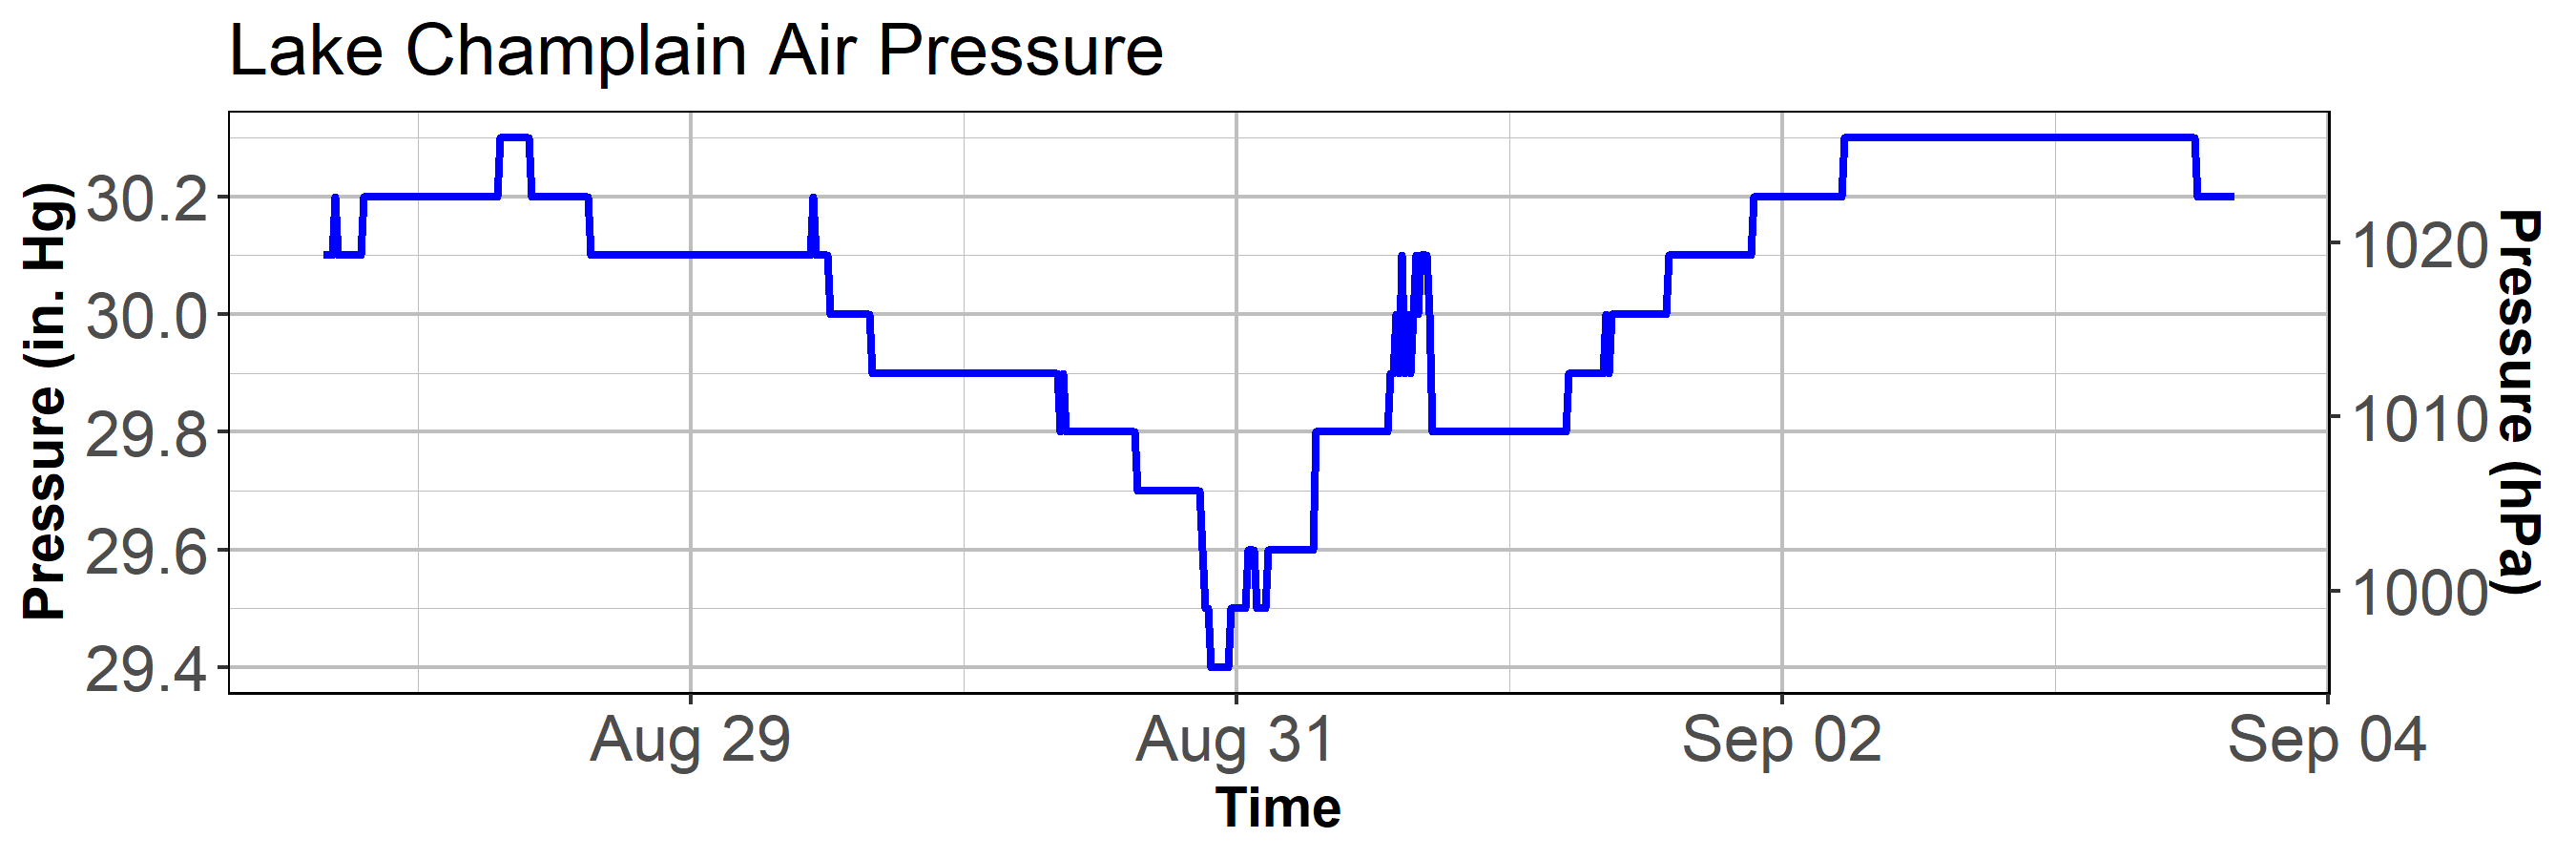 Lake Champlain Air Pressure
Pressure (in. Hg)
30.2
30.0
29.8
29.6
29.4
1020
1010
1000
Pressure (hPa)
Aug 29 Aug 31 Sep 02 Sep 04
Time